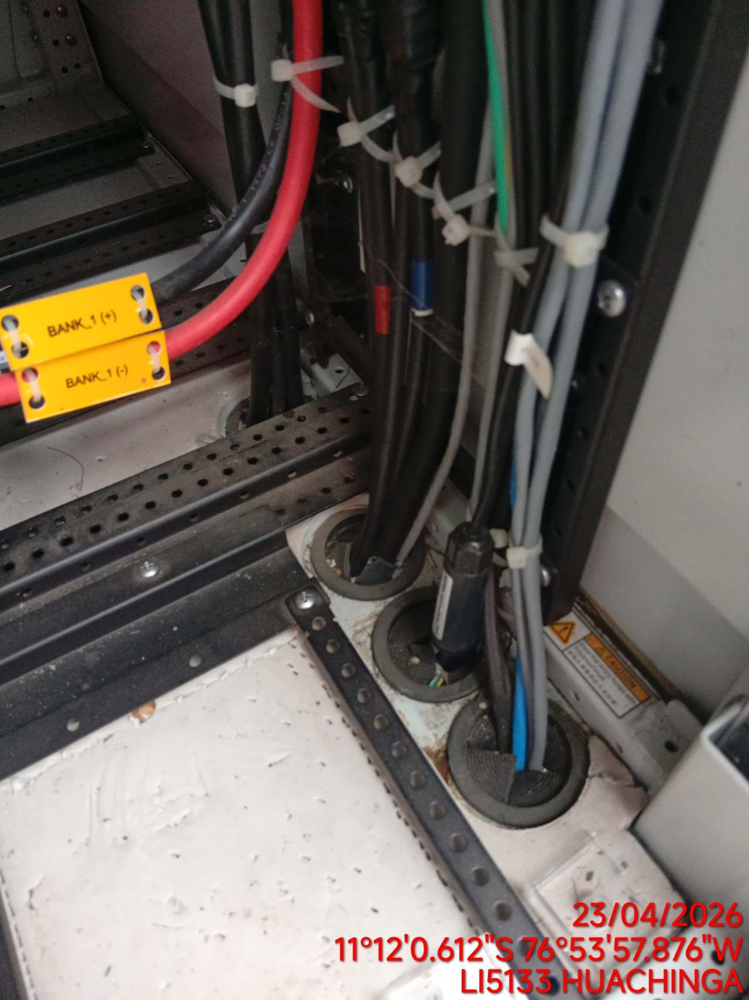 BANK_1 (+)
BANK_1 (-)
CAUTION
23/04/2026
11°12'0.612"S 76°53'57.876"W
LI5133 HUACHINGA